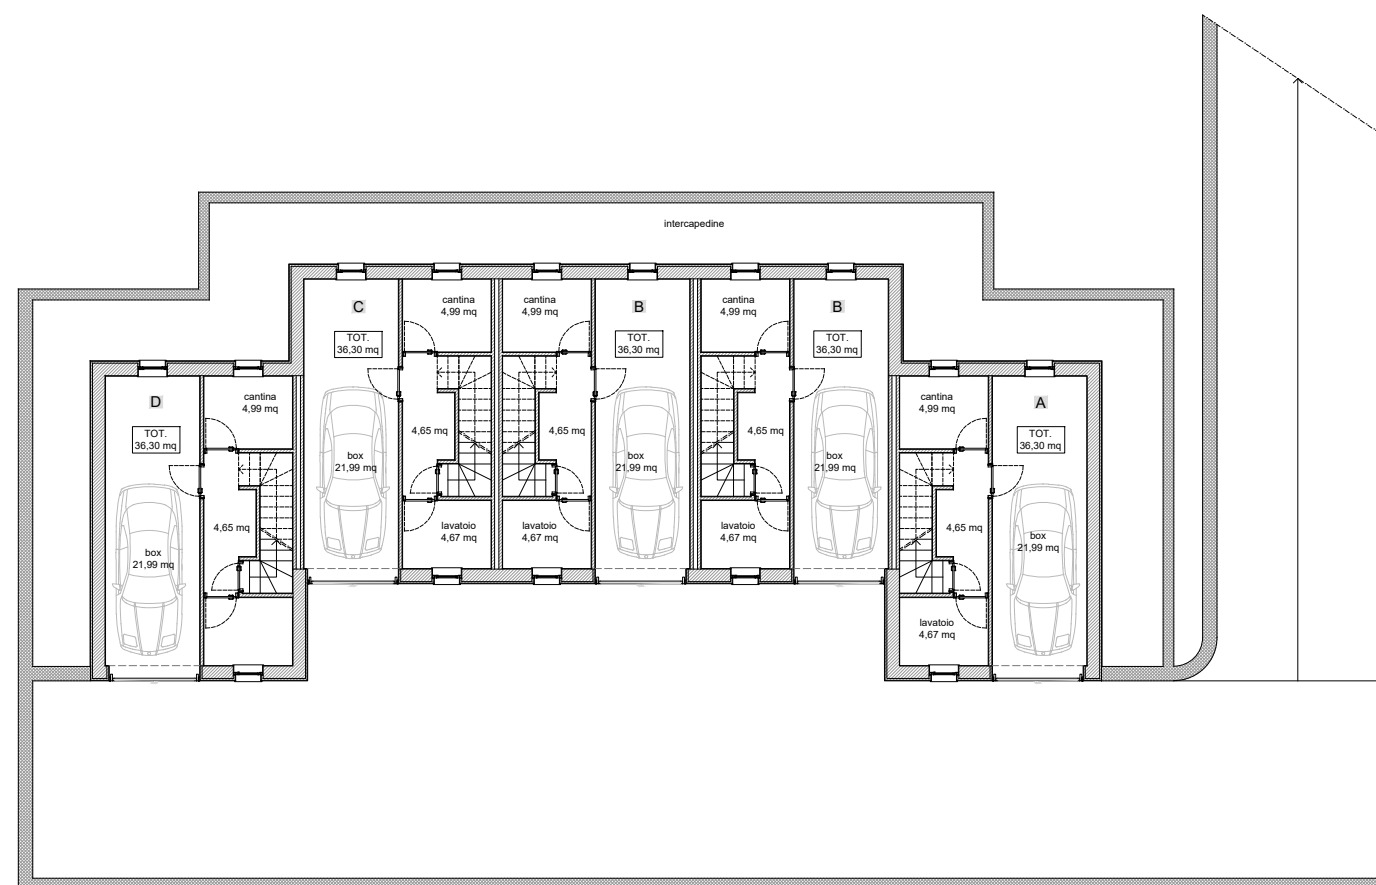 intercapedine
D
TOT.
36,30 mq
cantina
4,99 mq
4,65 mq
box
21,99 mq
C
TOT.
36,30 mq
cantina
4,99 mq
4,65 mq
box
21,99 mq
lavatoio
4,67 mq
cantina
4,99 mq
B
TOT.
36,30 mq
4,65 mq
box
21,99 mq
lavatoio
4,67 mq
cantina
4,99 mq
B
TOT.
36,30 mq
4,65 mq
box
21,99 mq
lavatoio
4,67 mq
cantina
4,99 mq
A
TOT.
36,30 mq
4,65 mq
box
21,99 mq
lavatoio
4,67 mq